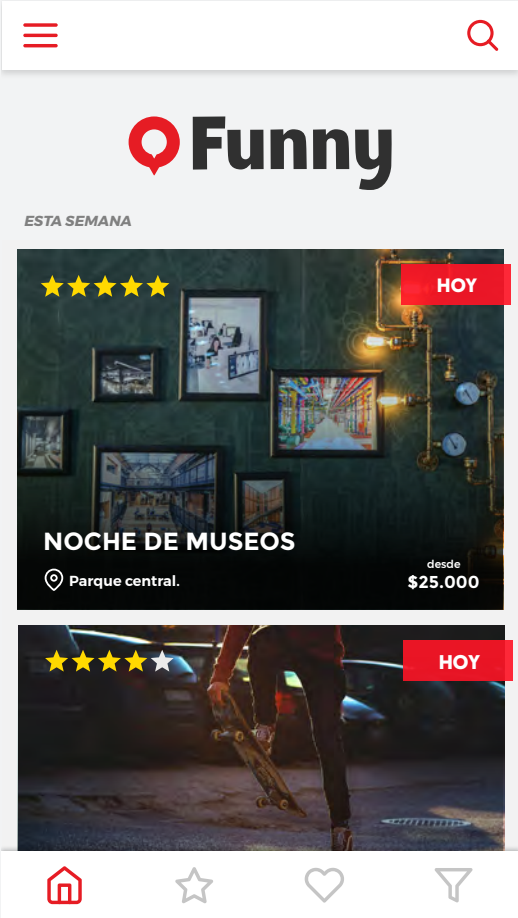 Funny
ESTA SEMANA
HOY
NOCHE DE MUSEOS
Parque central.
desde
$25.000
HOY